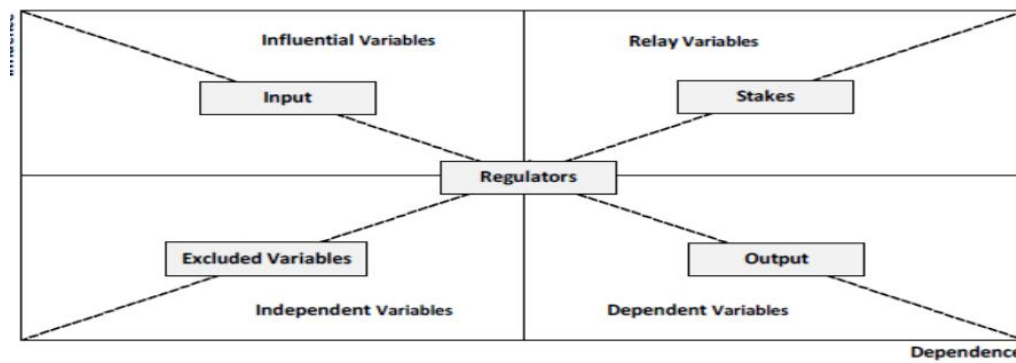 Influential Variables
Relay Variables
Input
Stakes
Regulators
Excluded Variables
Output
Independent Variables
Dependent Variables
Dependence